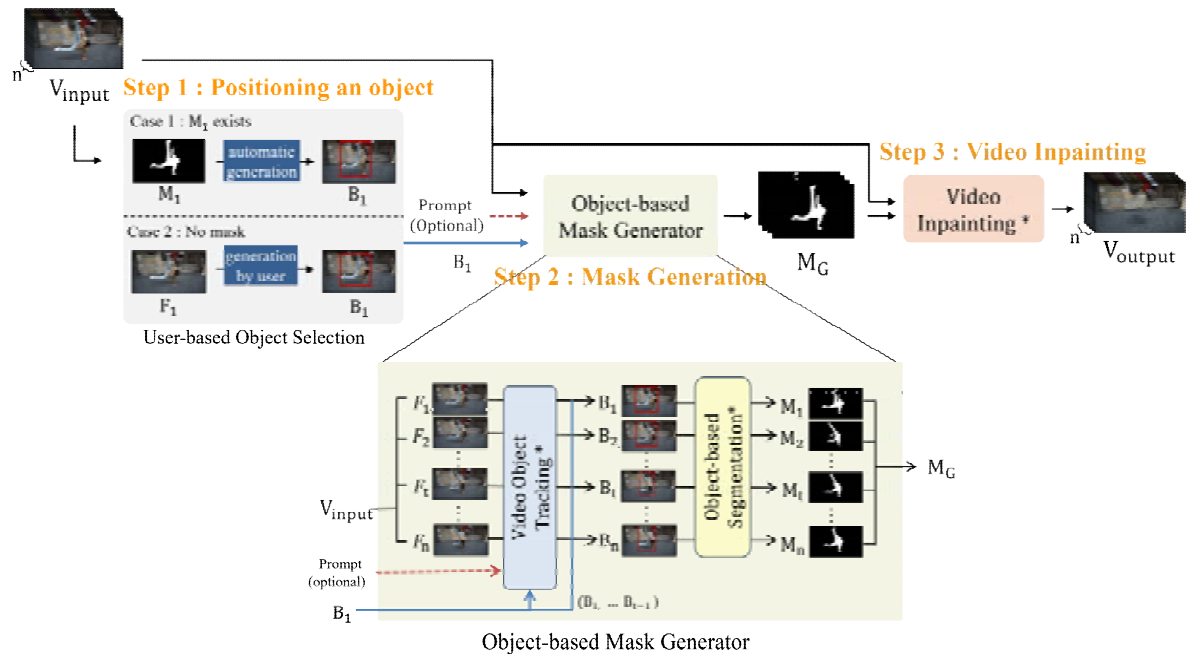 n
V_input
Step 1 : Positioning an object
Case 1 : M_1 exists
automatic
generation
M_1
B_1
Case 2 : No mask
generation
by user
F_1
B_1
User-based Object Selection
Prompt
(Optional)
B_1
Object-based
Mask Generator
Step 2 : Mask Generation
M_G
Step 3 : Video Inpainting
Video
Inpainting *
n
V_output
F_1
F_2
F_t
F_n
V_input
Prompt
(optional)
B_1
Video Object
Tracking *
B_1
B_2
B_t
B_n
(B_1, ... B_{t-1})
Object-based
Segmentation*
M_1
M_2
M_t
M_n
M_G
Object-based Mask Generator